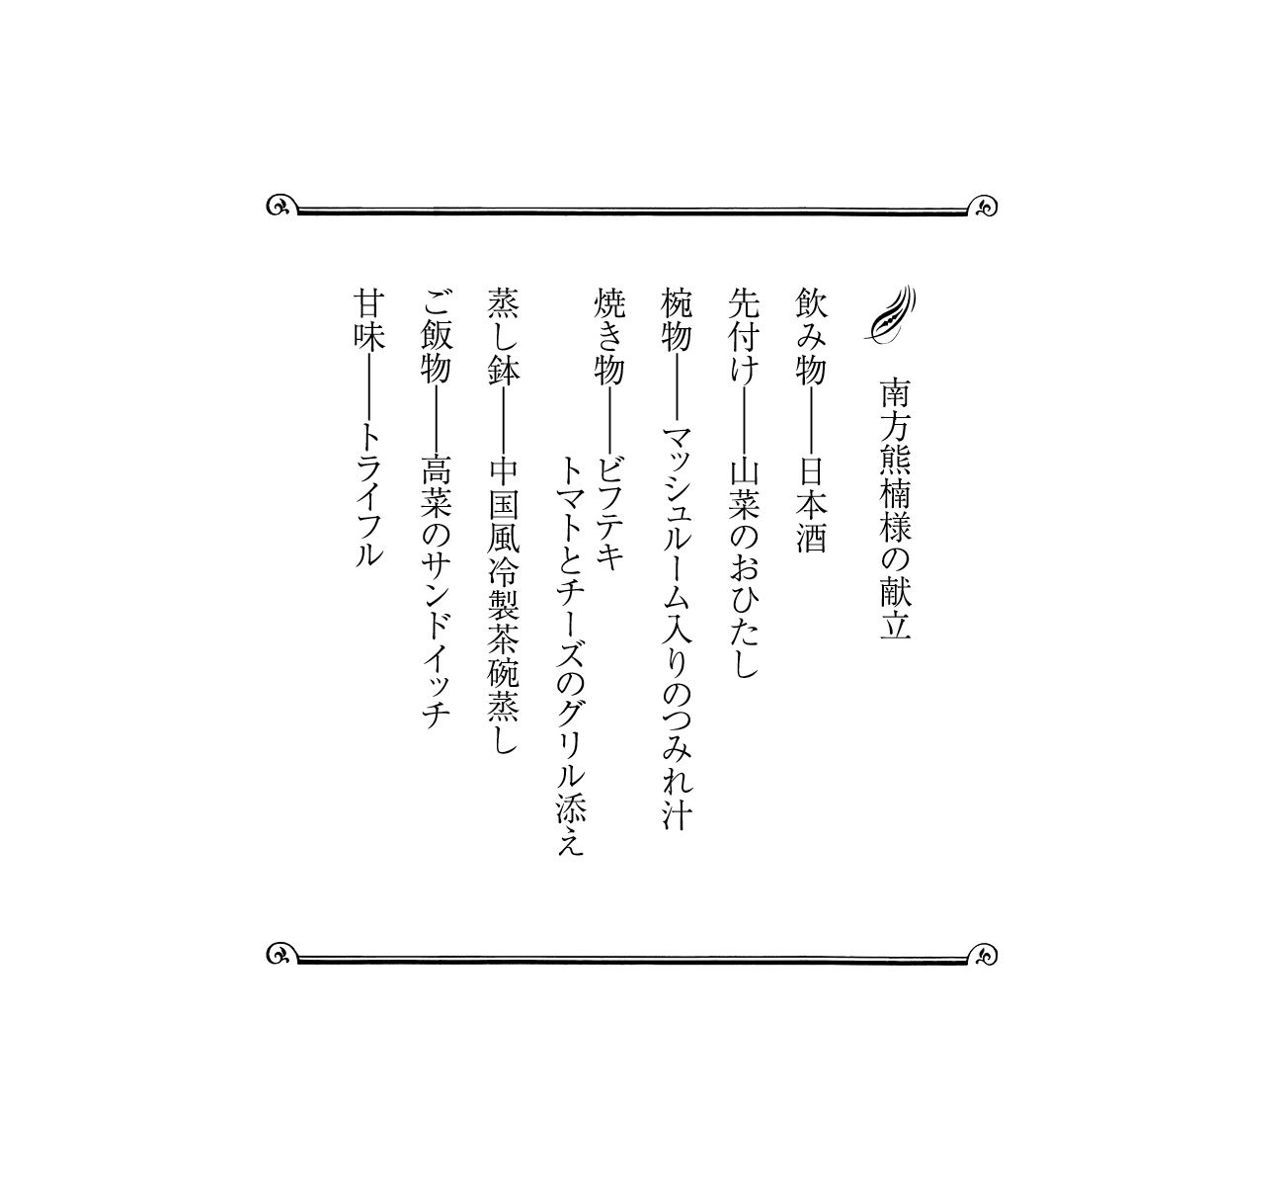 南方熊楠様の献立
飲み物――日本酒
先付け――山菜のおひたし
椀物――マッシュルーム入りのつみれ汁
焼き物――ビフテキ
トマトとチーズのグリル添え
蒸し鉢――中国風冷製茶碗蒸し
ご飯物――高菜のサンドイッチ
甘味――トライフル